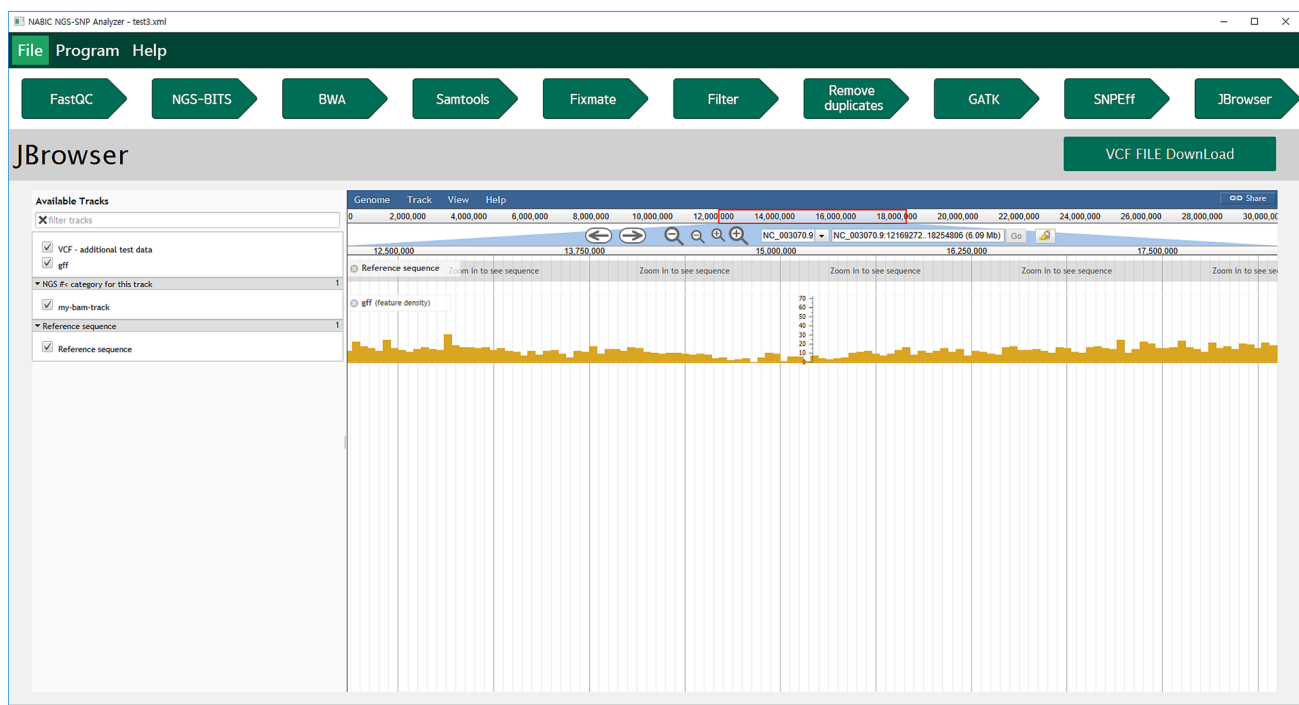 NABIC NGS-SNP Analyzer - test3.xml
File Program Help
FastQC NGS-BITS BWA Samtools Fixmate Filter Remove duplicates GATK SNPEff JBrowser
JBrowser
VCF FILE DownLoad
Available Tracks
filter tracks
VCF - additional test data
gff
NGS #< category for this track 1
my-bam-track
Reference sequence 1
Reference sequence
Genome Track View Help
Share
0 2,000,000 4,000,000 6,000,000 8,000,000 10,000,000 12,000,000 14,000,000 16,000,000 18,000,000 20,000,000 22,000,000 24,000,000 26,000,000 28,000,000 30,000,00
NC_003070.9 NC_003070.9:12169272..18254806 (6.09 Mb) Go
12,500,000 13,750,000 15,000,000 16,250,000 17,500,000
Reference sequence Zoom in to see sequence Zoom in to see sequence Zoom in to see sequence Zoom in to see sequence Zoom in to see se
gff (feature density)
70
60
50
40
30
20
10
0